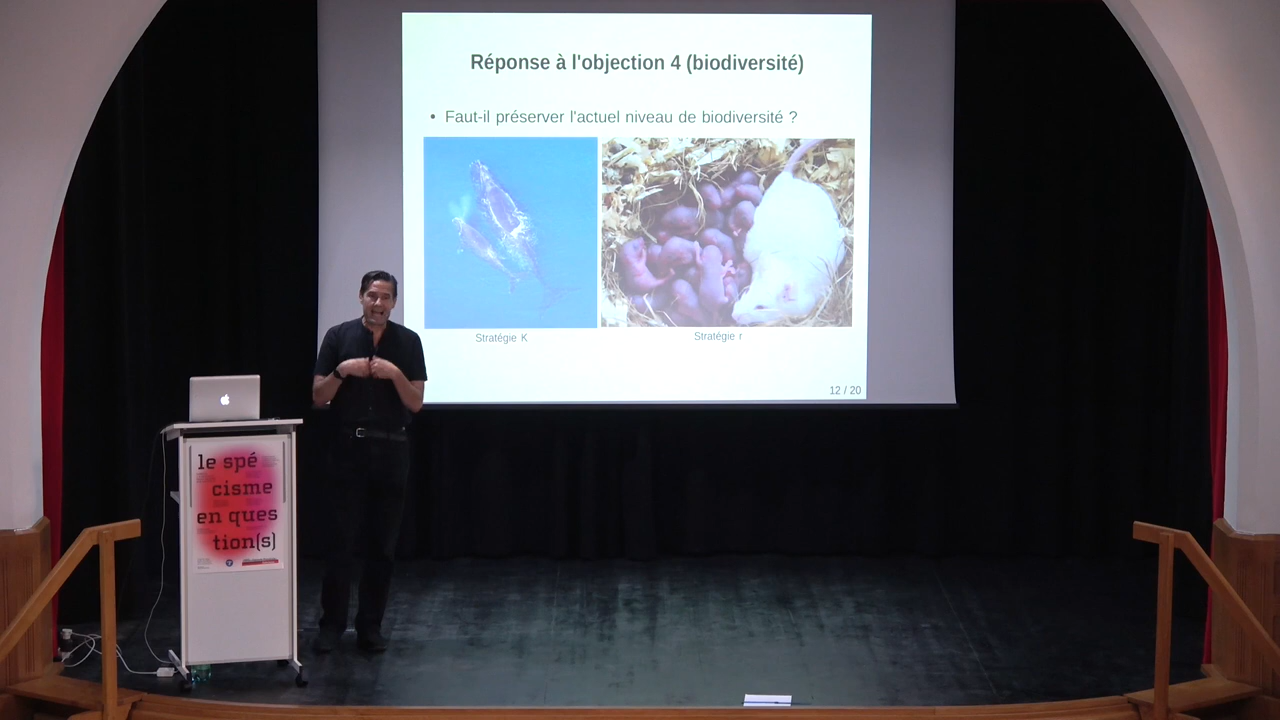 Réponse à l'objection 4 (biodiversité)
• Faut-il préserver l'actuel niveau de biodiversité ?
Stratégie K
Stratégie r
12 / 20
le spé
cisme
en ques
tion(s)